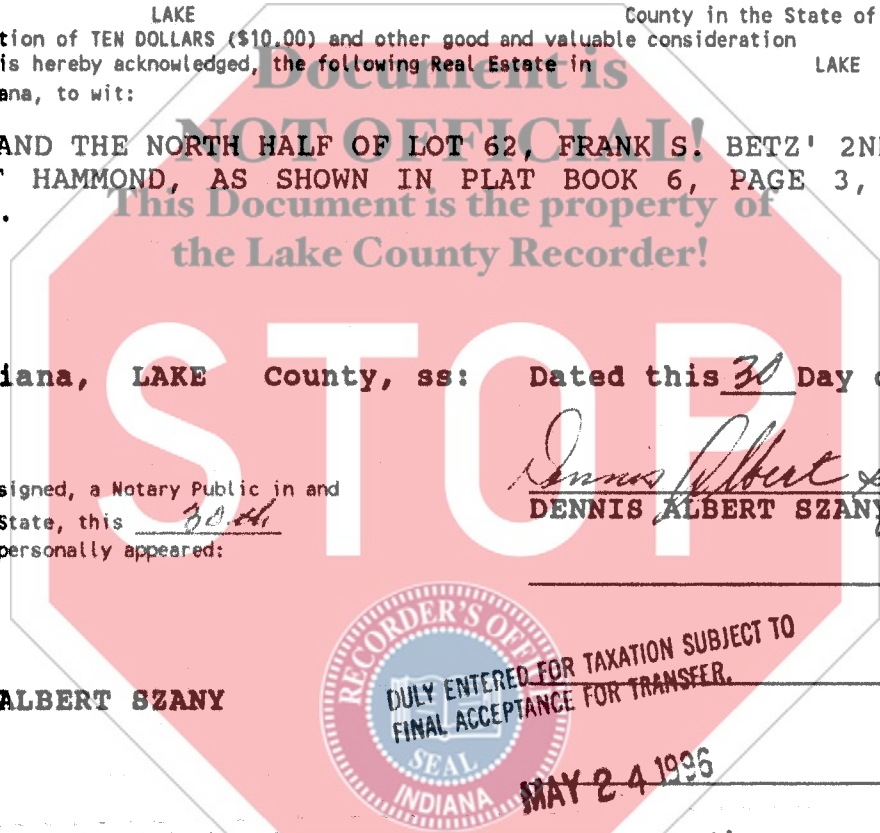 LAKE County in the State of
tion of TEN DOLLARS ($10.00) and other good and valuable consideration
is hereby acknowledged, the following Real Estate in LAKE
ana, to wit:
Document is
NOT OFFICIAL!
This Document is the property of
the Lake County Recorder!
STOP
AND THE NORTH HALF OF LOT 62, FRANK S. BETZ' 2N
HAMMOND, AS SHOWN IN PLAT BOOK 6, PAGE 3,
.
iana, LAKE County, ss: Dated this 30 Day
signed, a Notary Public in and
State, this 30th
personally appeared:
Dennis Albert
DENNIS ALBERT SZANY
ALBERT SZANY
DULY ENTERED FOR TAXATION SUBJECT TO
FINAL ACCEPTANCE FOR TRANSFER.
MAY 24 1996
RECORDER'S OFFICE
SEAL
INDIANA